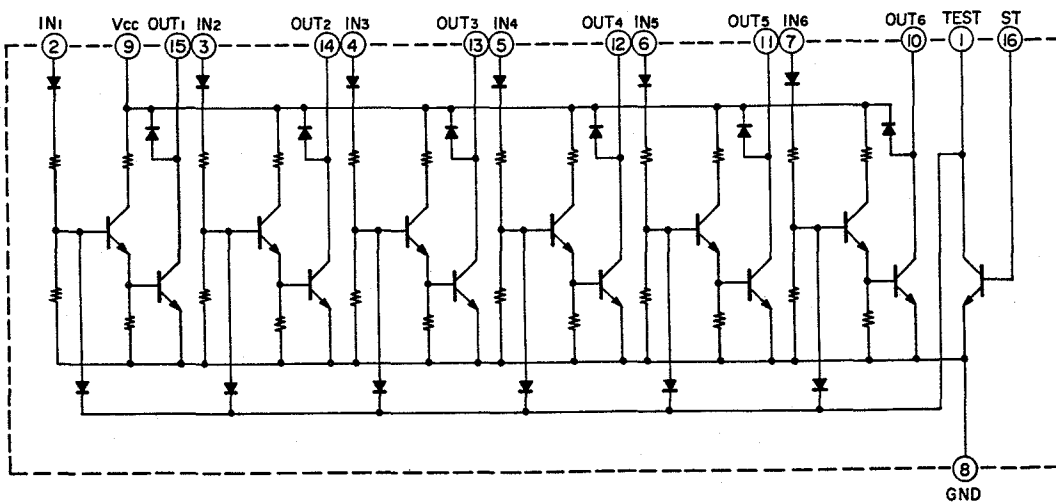 IN1 Vcc OUT1 IN2 OUT2 IN3 OUT3 IN4 OUT4 IN5 OUT5 IN6 OUT6 TEST ST
2 9 15 3 14 4 13 5 12 6 11 7 10 1 16
8
GND